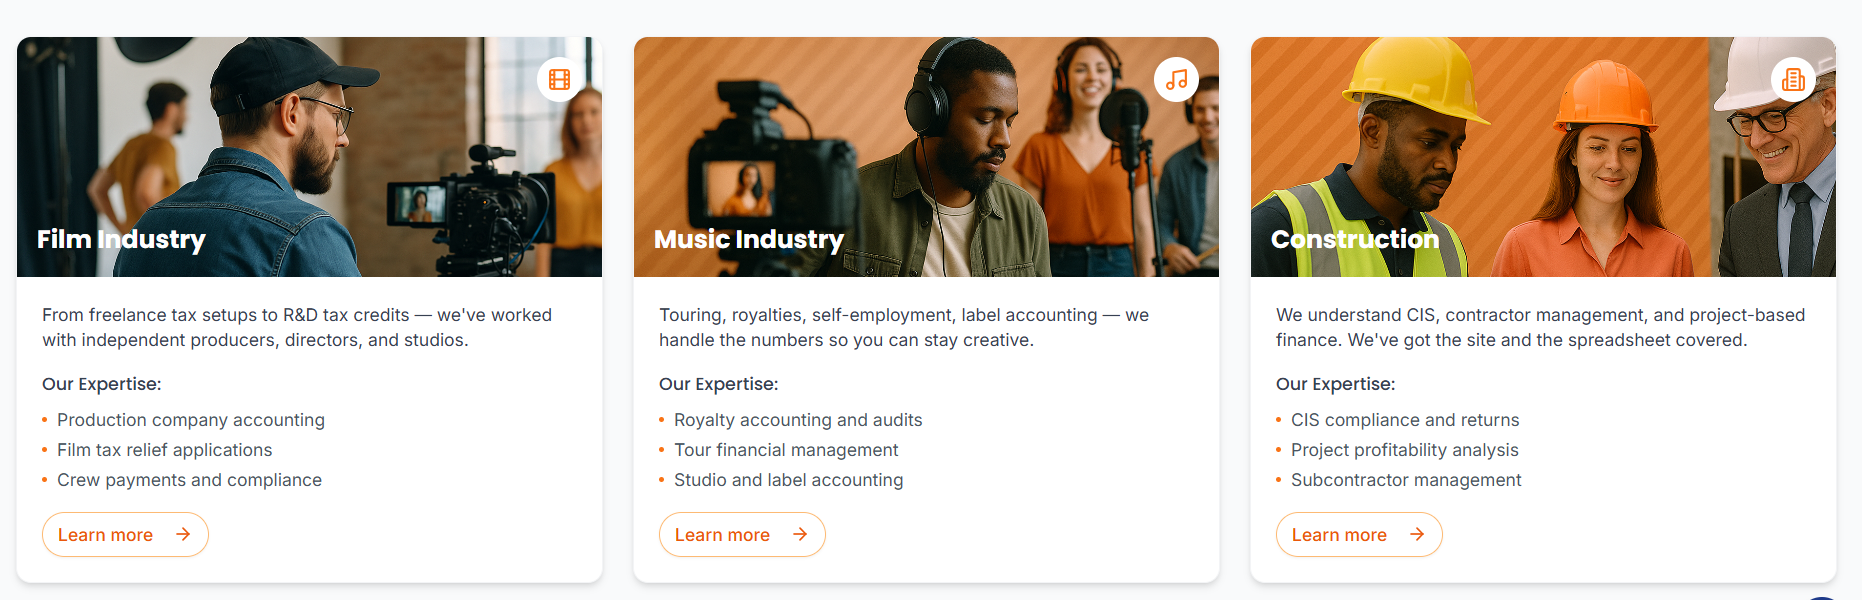 Film Industry
From freelance tax setups to R&D tax credits — we've worked
with independent producers, directors, and studios.
Our Expertise:
Production company accounting
Film tax relief applications
Crew payments and compliance
Learn more
Music Industry
Touring, royalties, self-employment, label accounting — we
handle the numbers so you can stay creative.
Our Expertise:
Royalty accounting and audits
Tour financial management
Studio and label accounting
Learn more
Construction
We understand CIS, contractor management, and project-based
finance. We've got the site and the spreadsheet covered.
Our Expertise:
CIS compliance and returns
Project profitability analysis
Subcontractor management
Learn more